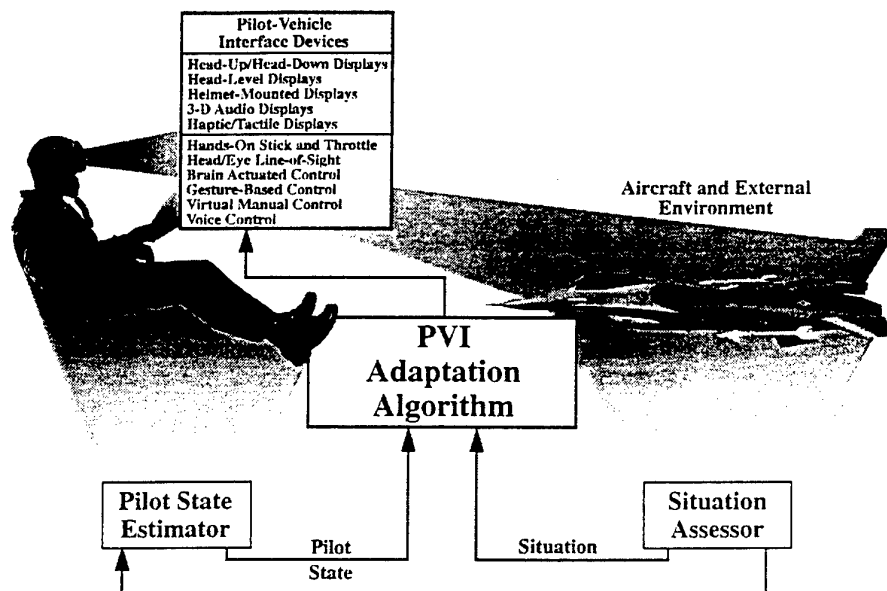 Pilot-Vehicle
Interface Devices
Head-Up/Head-Down Displays
Head-Level Displays
Helmet-Mounted Displays
3-D Audio Displays
Haptic/Tactile Displays
Hands-On Stick and Throttle
Head/Eye Line-of-Sight
Brain Actuated Control
Gesture-Based Control
Virtual Manual Control
Voice Control
Aircraft and External
Environment
PVI
Adaptation
Algorithm
Pilot State
Estimator
Situation
Assessor
Pilot
State
Situation